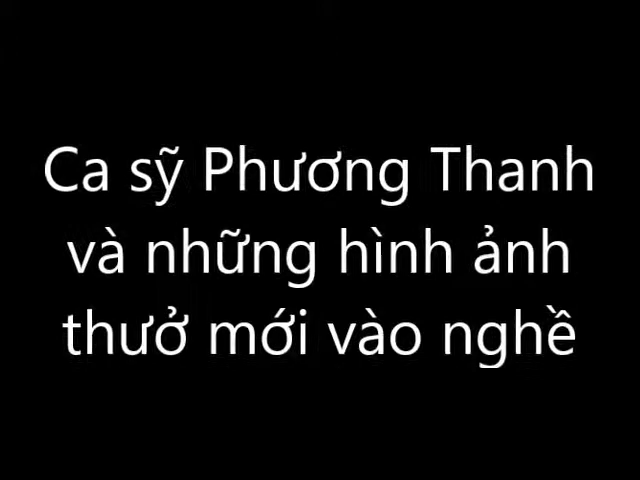 Ca sỹ Phương Thanh
và những hình ảnh
thưở mới vào nghề